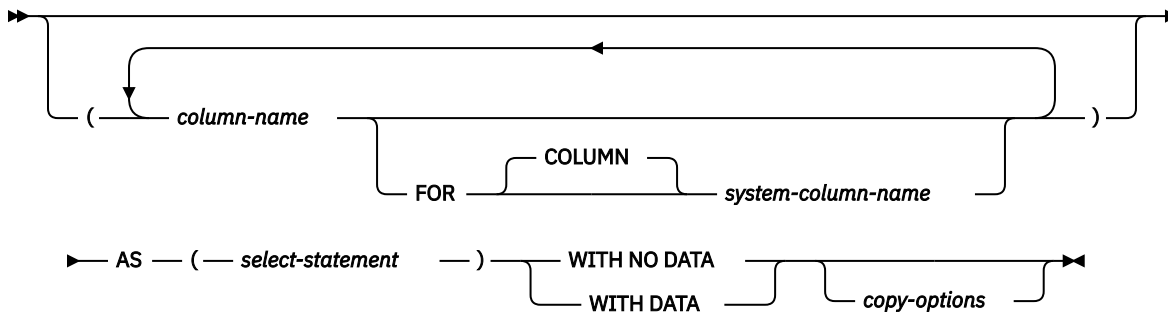 ( column-name )
COLUMN
FOR system-column-name
AS ( select-statement ) WITH NO DATA
WITH DATA copy-options